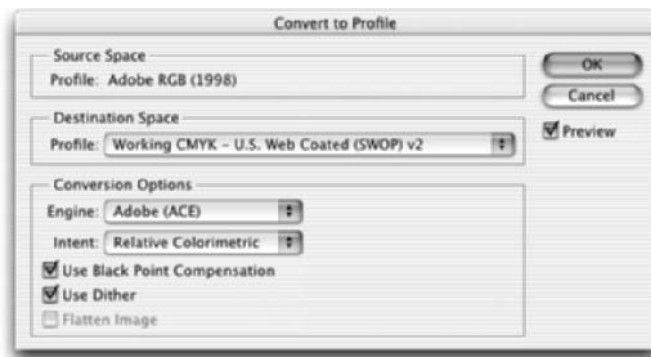 Convert to Profile
Source Space
Profile: Adobe RGB (1998)
OK
Cancel
Preview
Destination Space
Profile: Working CMYK – U.S. Web Coated (SWOP) v2
Conversion Options
Engine: Adobe (ACE)
Intent: Relative Colorimetric
Use Black Point Compensation
Use Dither
Flatten Image